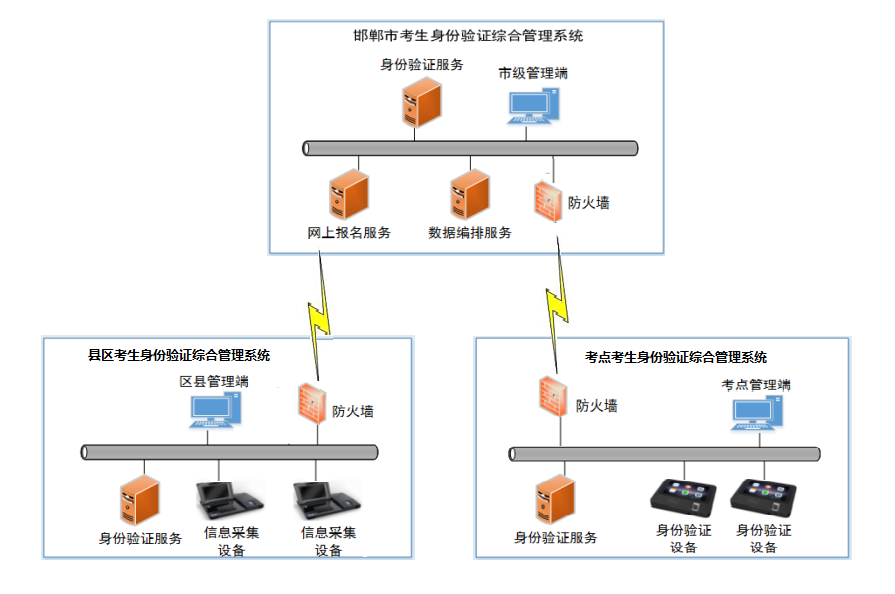 邯郸市考生身份验证综合管理系统
身份验证服务
市级管理端
防火墙
网上报名服务
数据编排服务
县区考生身份验证综合管理系统
区县管理端
防火墙
身份验证服务
信息采集
设备
信息采集
设备
考点考生身份验证综合管理系统
考点管理端
防火墙
身份验证服务
身份验证
设备
身份验证
设备